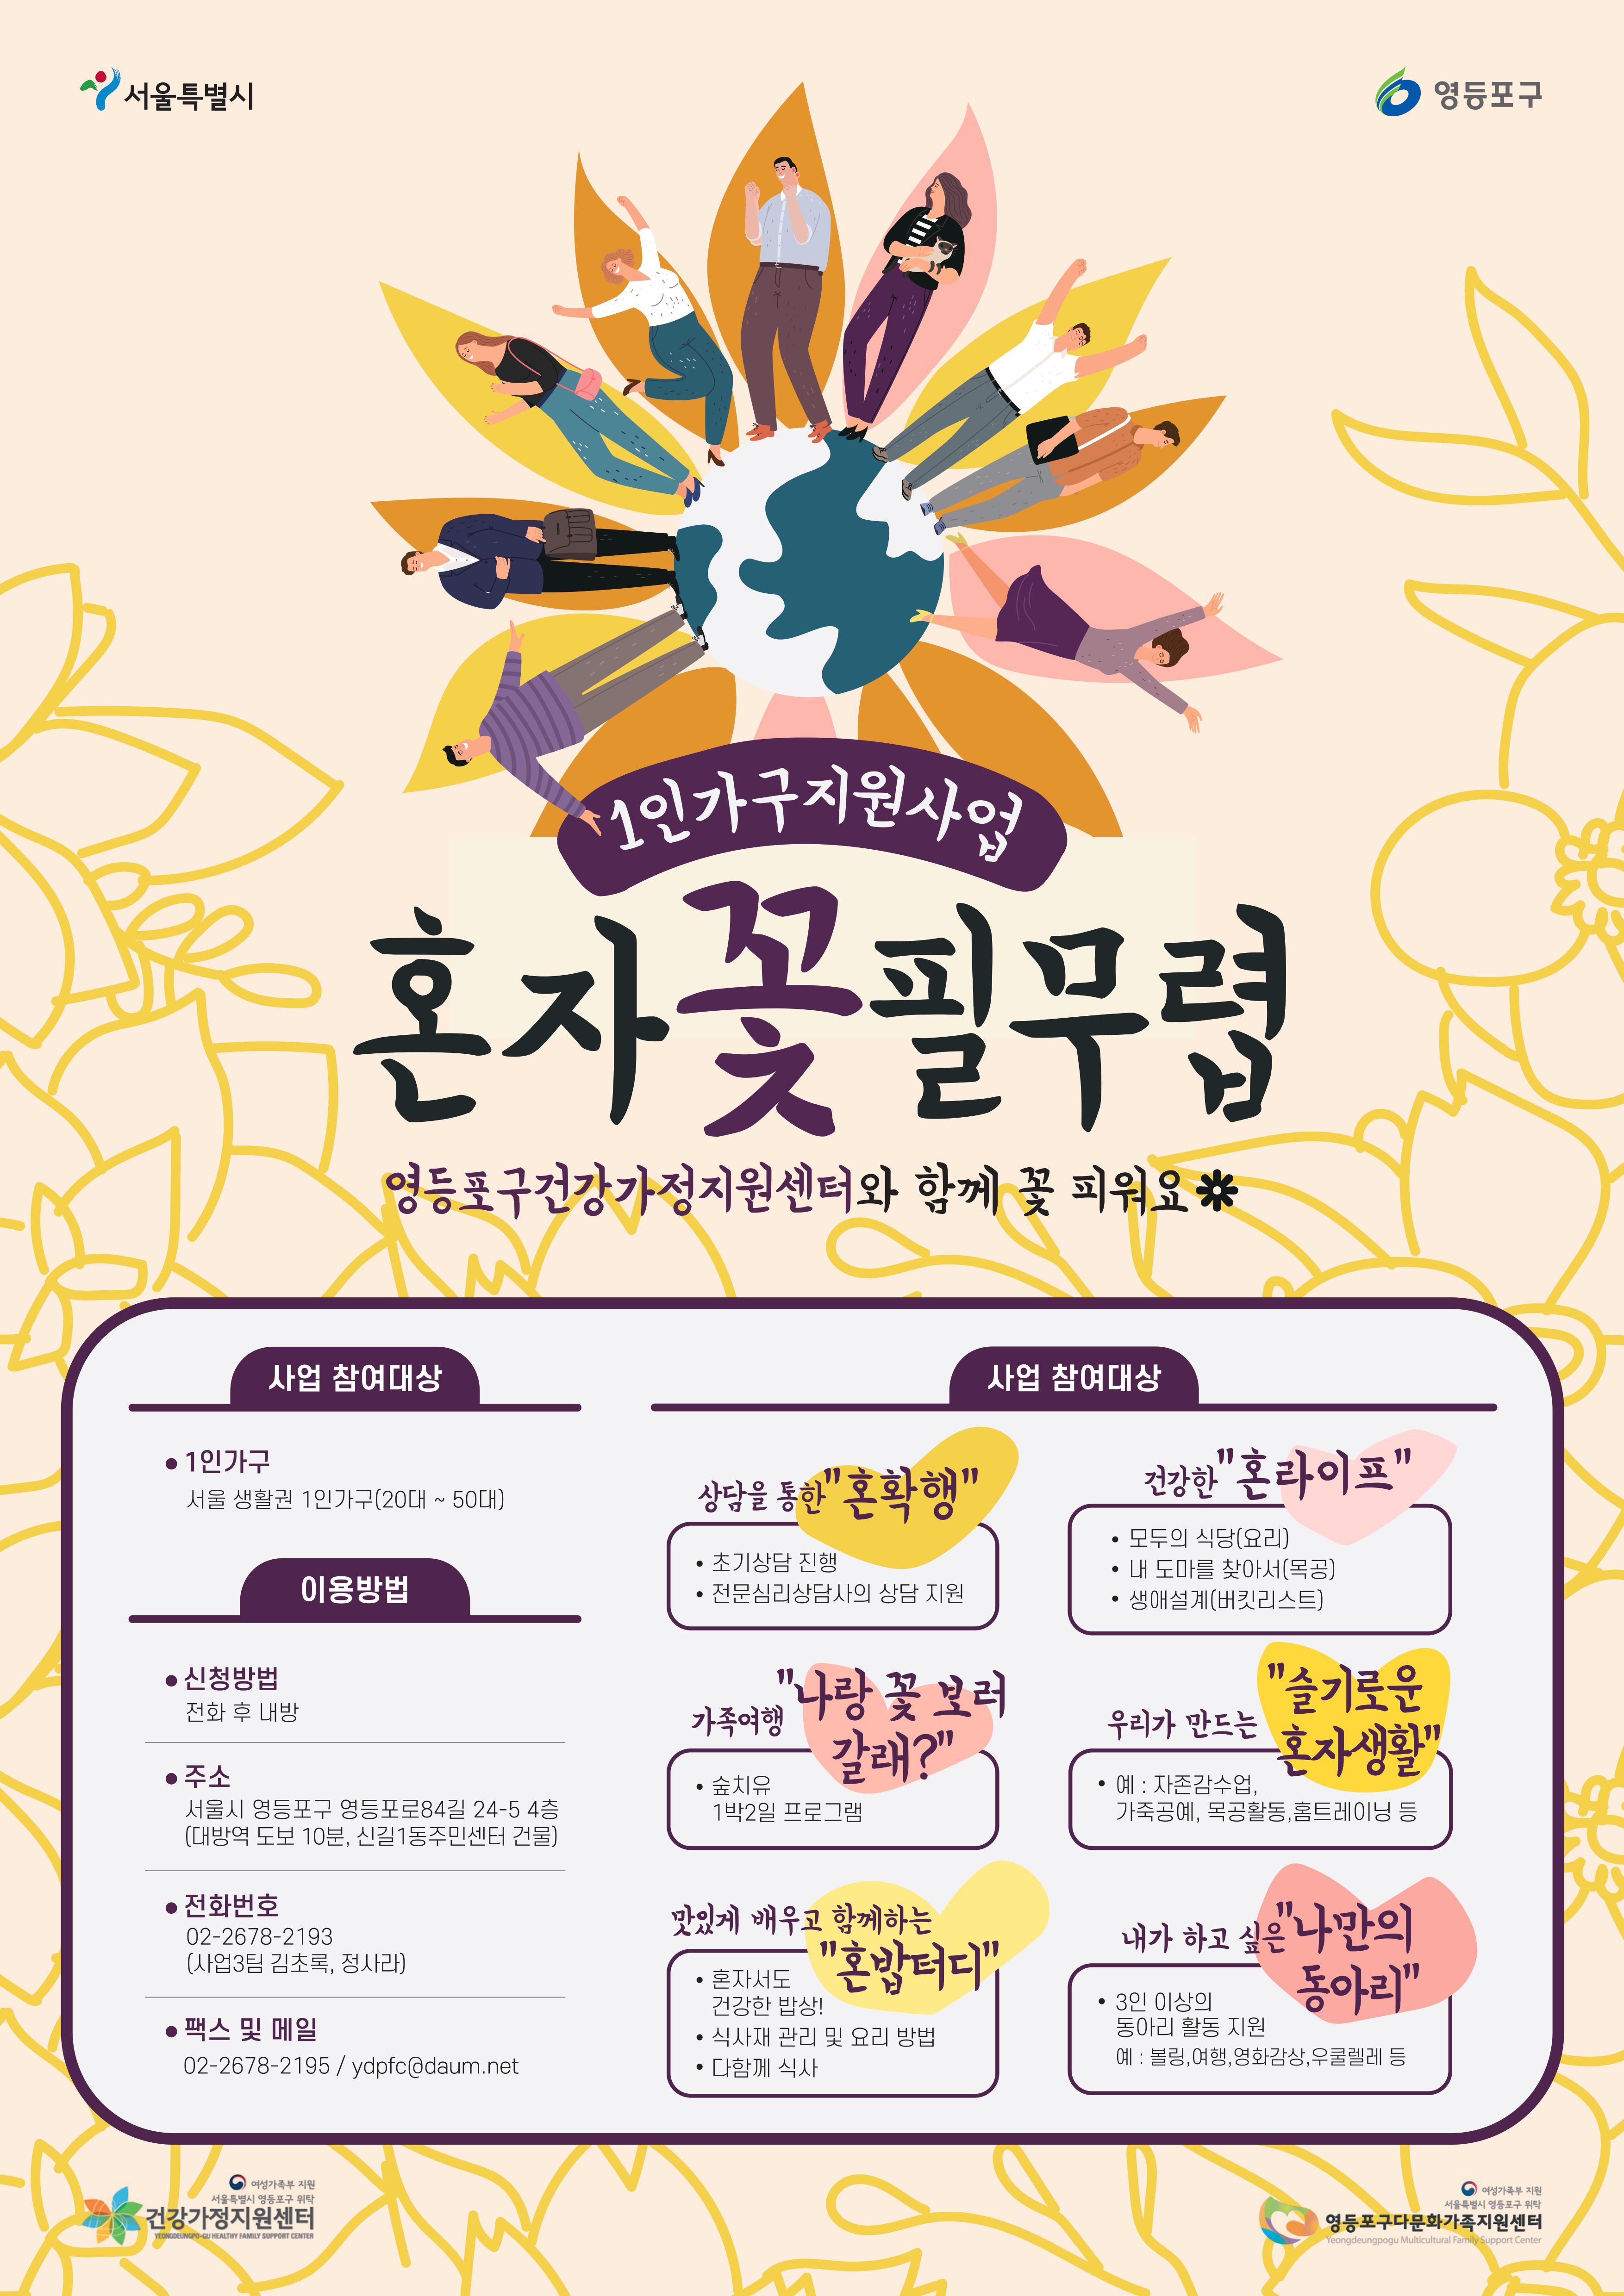 서울특별시
영등포구
1인가구지원사업
혼자꽃필무렵
영등포구건강가정지원센터와 함께 꽃 피워요
사업 참여대상
• 1인가구
서울 생활권 1인가구(20대 ~ 50대)
이용방법
• 신청방법
전화 후 내방
• 주소
서울시 영등포구 영등포로84길 24-5 4층
(대방역 도보 10분, 신길1동주민센터 건물)
• 전화번호
02-2678-2193
(사업3팀 김초록, 정사라)
• 팩스 및 메일
02-2678-2195 / ydpfc@daum.net
사업 참여대상
상담을 통한 "혼확행"
• 초기상담 진행
• 전문심리상담사의 상담 지원
건강한 "혼라이프"
• 모두의 식당(요리)
• 내 도마를 찾아서(목공)
• 생애설계(버킷리스트)
가족여행 "나랑 꽃 보러
갈래?"
• 숲치유
1박2일 프로그램
우리가 만드는 "슬기로운
혼자생활"
• 예 : 자존감수업,
가죽공예, 목공활동,홈트레이닝 등
맛있게 배우고 함께하는
"혼밥터디"
• 혼자서도
건강한 밥상!
• 식사재 관리 및 요리 방법
• 다함께 식사
내가 하고 싶은 "나만의
동아리"
• 3인 이상의
동아리 활동 지원
예 : 볼링,여행,영화감상,우쿨렐레 등
여성가족부 지원
서울특별시 영등포구 위탁
건강가정지원센터
YEONGDEUNGPO-GU HEALTHY FAMILY SUPPORT CENTER
여성가족부 지원
서울특별시 영등포구 위탁
영등포구다문화가족지원센터
Yeongdeungpogu Multicultural Family Support Center